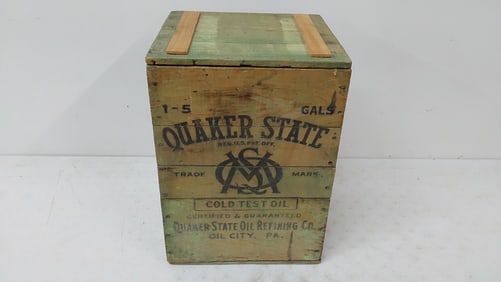 1-5 GALS
QUAKER STATE
REG. U.S. PAT. OFF.
TRADE MARK
COLD TEST OIL
CERTIFIED & GUARANTEED
QUAKER STATE OIL REFINING CO.
OIL CITY, PA.